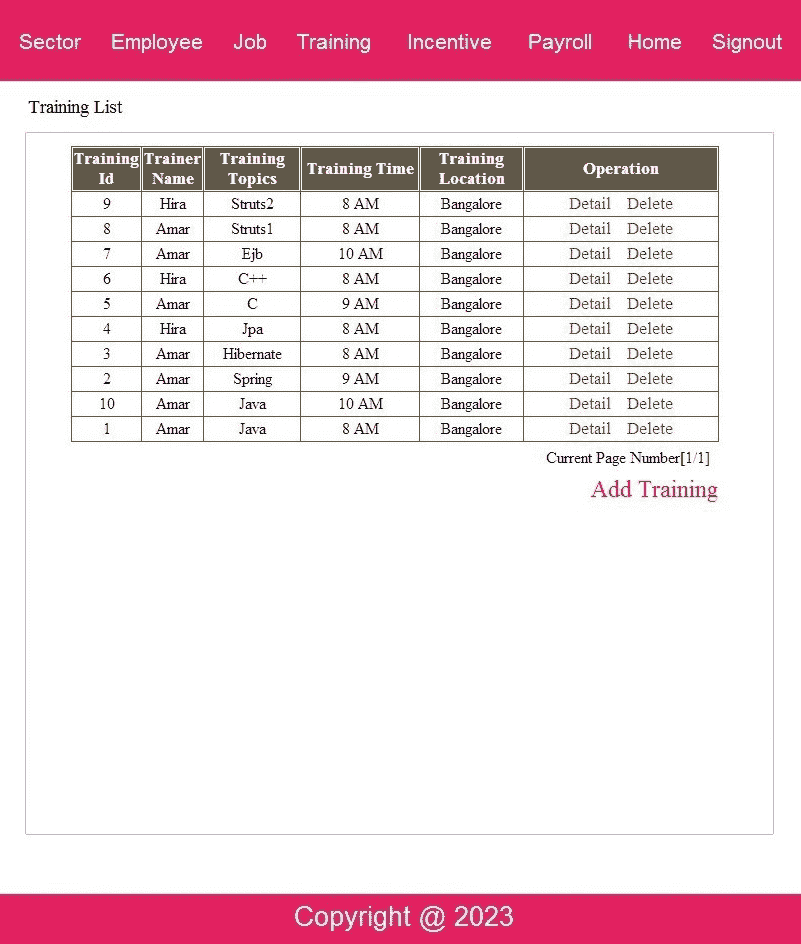 Sector Employee Job Training Incentive Payroll Home Signout
Training List
Training Id Trainer Name Training Topics Training Time Training Location Operation
9 Hira Struts2 8 AM Bangalore Detail Delete
8 Amar Struts1 8 AM Bangalore Detail Delete
7 Amar Ejb 10 AM Bangalore Detail Delete
6 Hira C++ 8 AM Bangalore Detail Delete
5 Amar C 9 AM Bangalore Detail Delete
4 Hira Jpa 8 AM Bangalore Detail Delete
3 Amar Hibernate 8 AM Bangalore Detail Delete
2 Amar Spring 9 AM Bangalore Detail Delete
10 Amar Java 10 AM Bangalore Detail Delete
1 Amar Java 8 AM Bangalore Detail Delete
Current Page Number[1/1]
Add Training
Copyright @ 2023